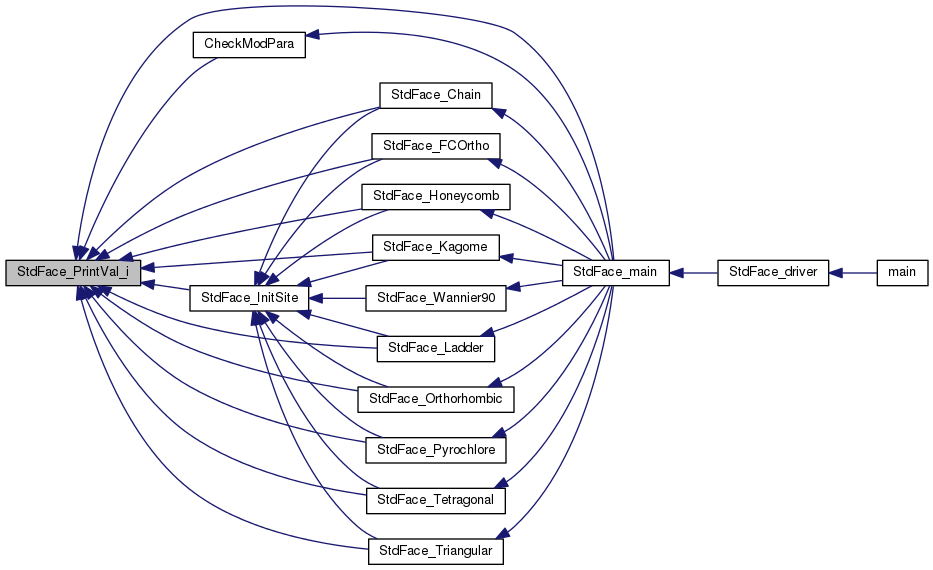 CheckModPara
StdFace_Chain
StdFace_FCOrtho
StdFace_Honeycomb
StdFace_Kagome
StdFace_PrintVal_i
StdFace_InitSite
StdFace_Wannier90
StdFace_main
StdFace_driver
main
StdFace_Ladder
StdFace_Orthorhombic
StdFace_Pyrochlore
StdFace_Tetragonal
StdFace_Triangular